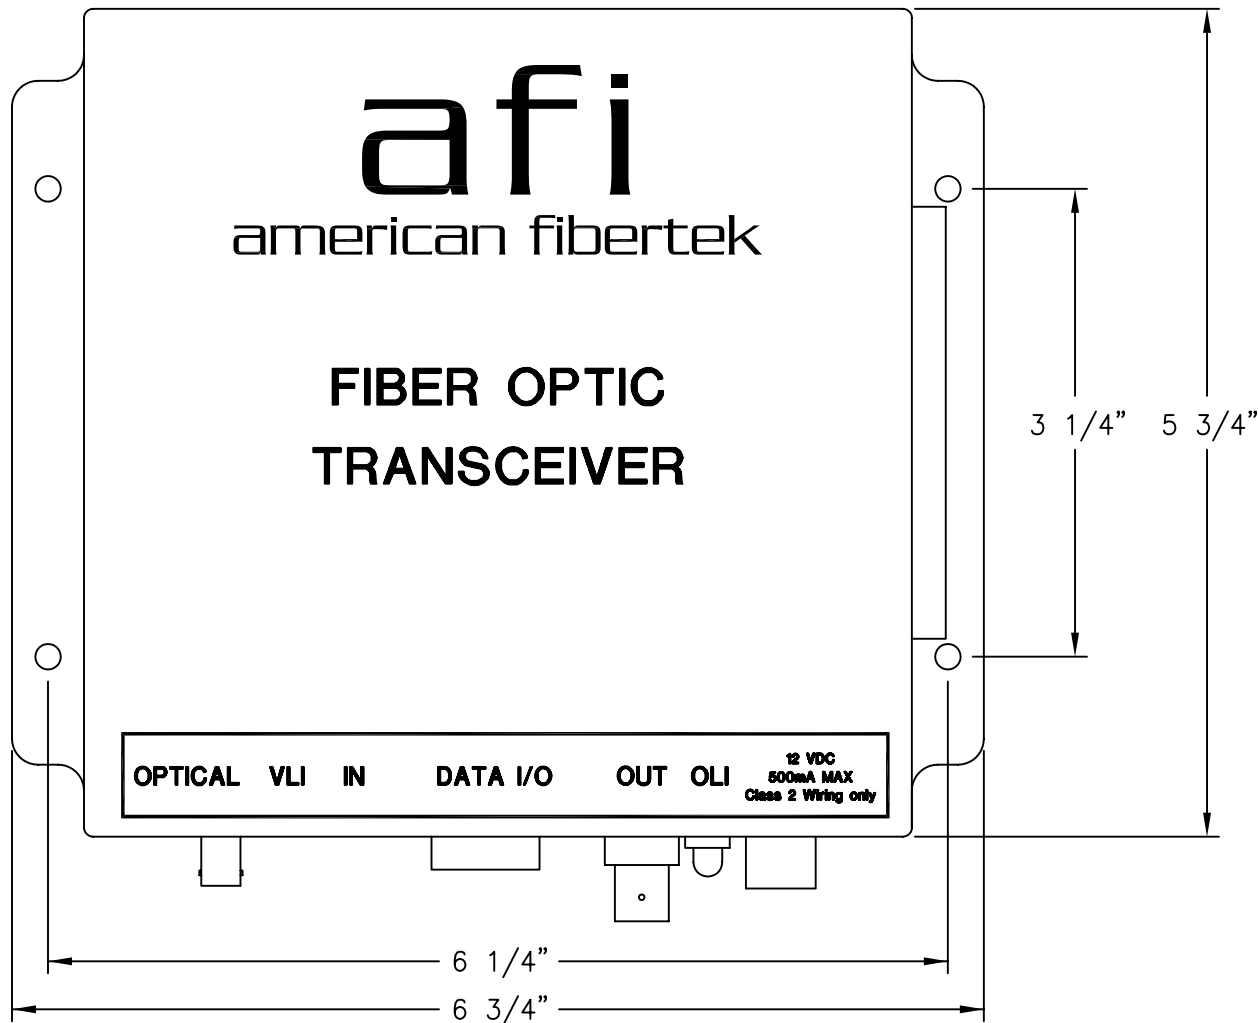 afi
american fibertek
FIBER OPTIC
TRANSCEIVER
3 1/4” 5 3/4”
OPTICAL VLI IN DATA I/O OUT OLI
12 VDC
500mA MAX
Class 2 Wiring only
6 1/4”
6 3/4”